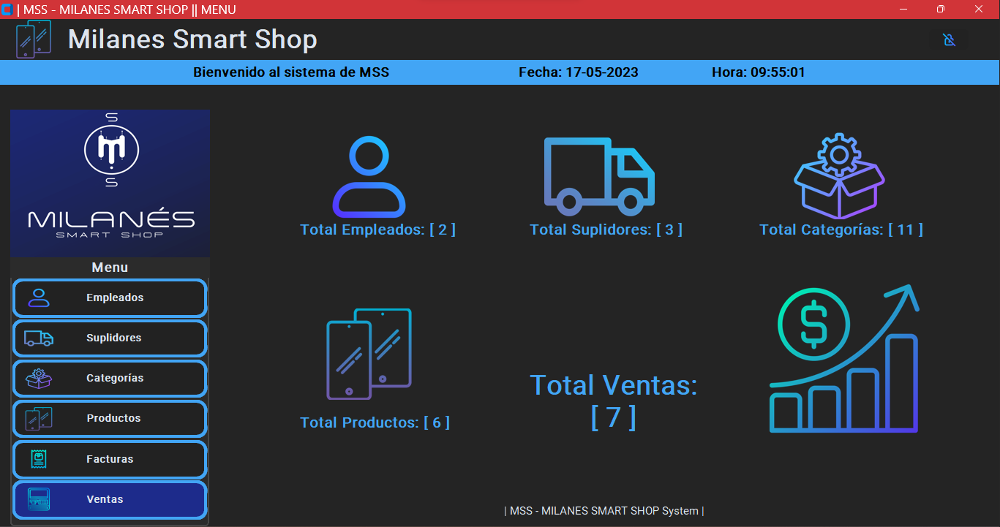 | MSS - MILANES SMART SHOP || MENU
Milanes Smart Shop
Bienvenido al sistema de MSS Fecha: 17-05-2023 Hora: 09:55:01
S
m
S
MILANÉS
SMART SHOP
Menu
Empleados
Suplidores
Categorías
Productos
Facturas
Ventas
Total Empleados: [ 2 ]
Total Suplidores: [ 3 ]
Total Categorías: [ 11 ]
Total Productos: [ 6 ]
Total Ventas:
[ 7 ]
$
| MSS - MILANES SMART SHOP System |